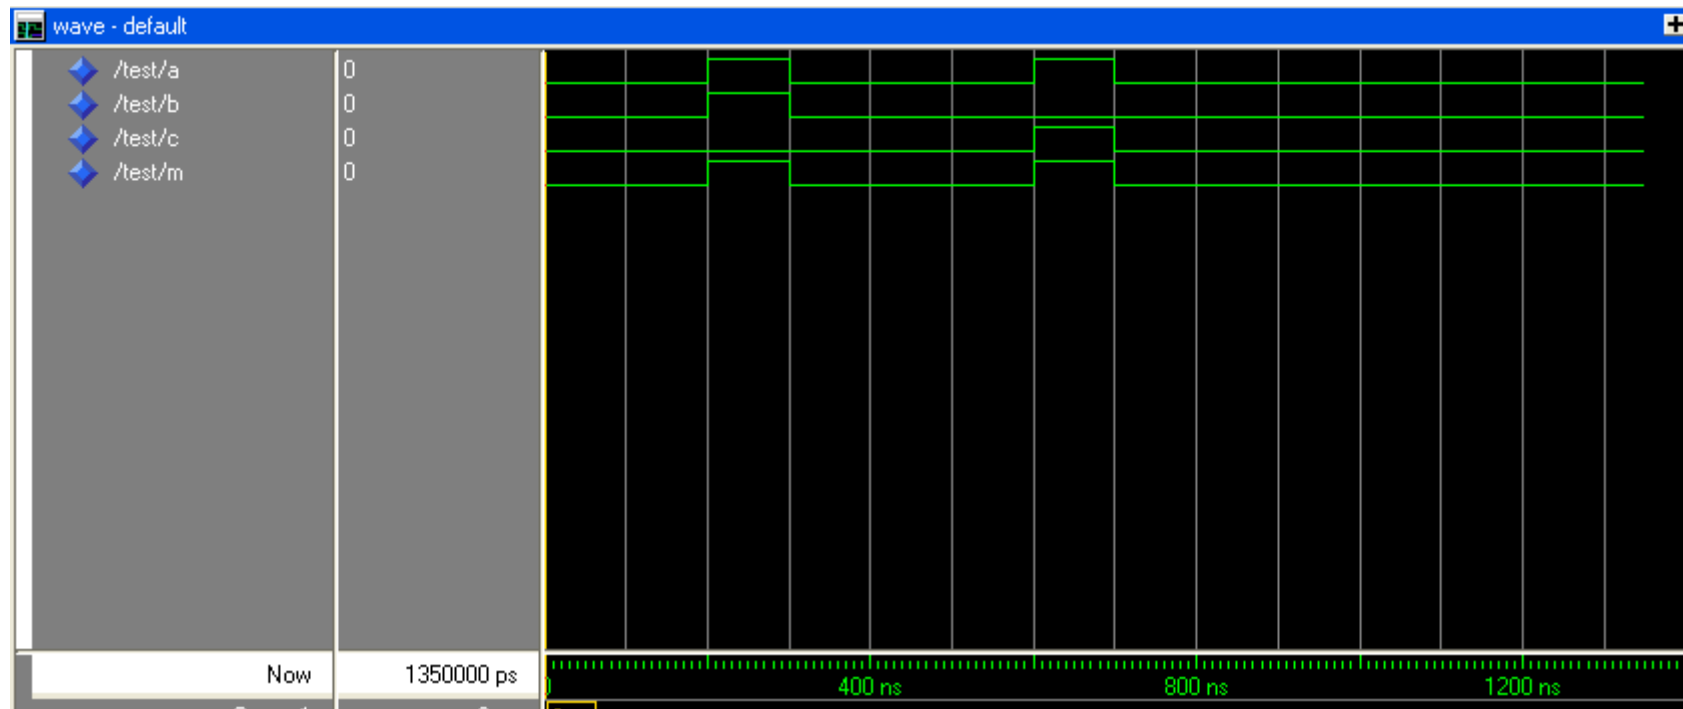 wave - default
/test/a 0
/test/b 0
/test/c 0
/test/m 0
Now 1350000 ps
0 400 ns 800 ns 1200 ns